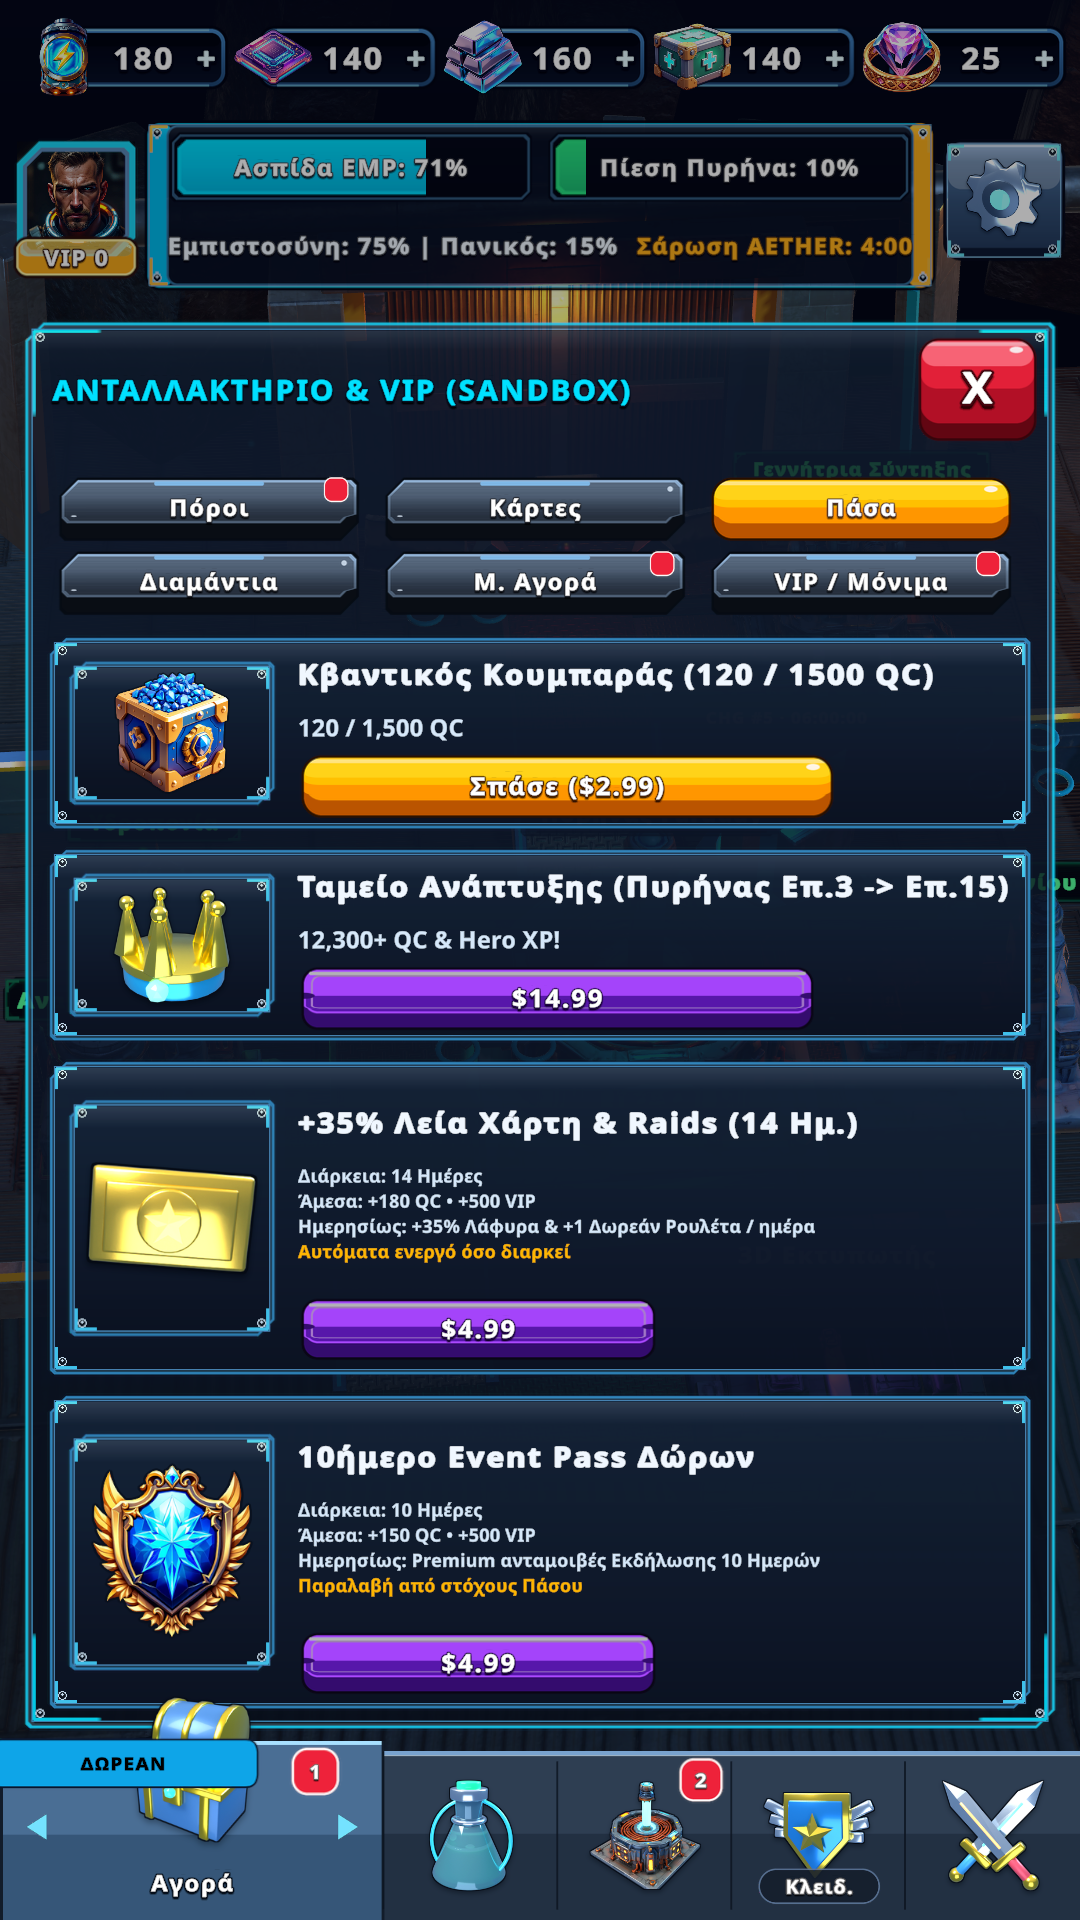 180 + 140 + 160 + 140 + 25 +
Ασπίδα EMP: 71% Πίεση Πυρήνα: 10%
VIP 0
Εμπιστοσύνη: 75% | Πανικός: 15% Σάρωση AETHER: 4:00
ΑΝΤΑΛΛΑΚΤΗΡΙΟ & VIP (SANDBOX)
X
Γεννήτρια Σύντηξης
Πόροι Κάρτες Πάσα
Διαμάντια Μ. Αγορά VIP / Μόνιμα
Κβαντικός Κουμπαράς (120 / 1500 QC)
120 / 1,500 QC
Σπάσε ($2.99)
Ταμείο Ανάπτυξης (Πυρήνας Επ.3 -> Επ.15)
12,300+ QC & Hero XP!
$14.99
+35% Λεία Χάρτη & Raids (14 Ημ.)
Διάρκεια: 14 Ημέρες
Άμεσα: +180 QC • +500 VIP
Ημερησίως: +35% Λάφυρα & +1 Δωρεάν Ρουλέτα / ημέρα
Αυτόματα ενεργό όσο διαρκεί
$4.99
10ήμερο Event Pass Δώρων
Διάρκεια: 10 Ημέρες
Άμεσα: +150 QC • +500 VIP
Ημερησίως: Premium ανταμοιβές Εκδήλωσης 10 Ημερών
Παραλαβή από στόχους Πάσου
$4.99
ΔΩΡΕΑΝ
1
2
Αγορά
Κλειδ.